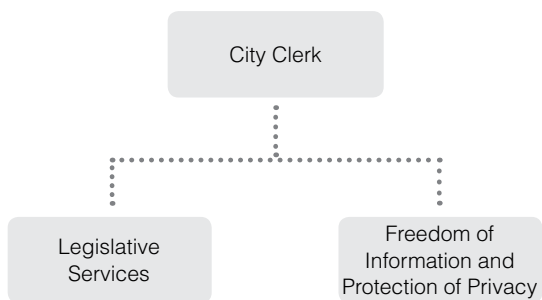 City Clerk
Legislative
Services
Freedom of
Information and
Protection of Privacy